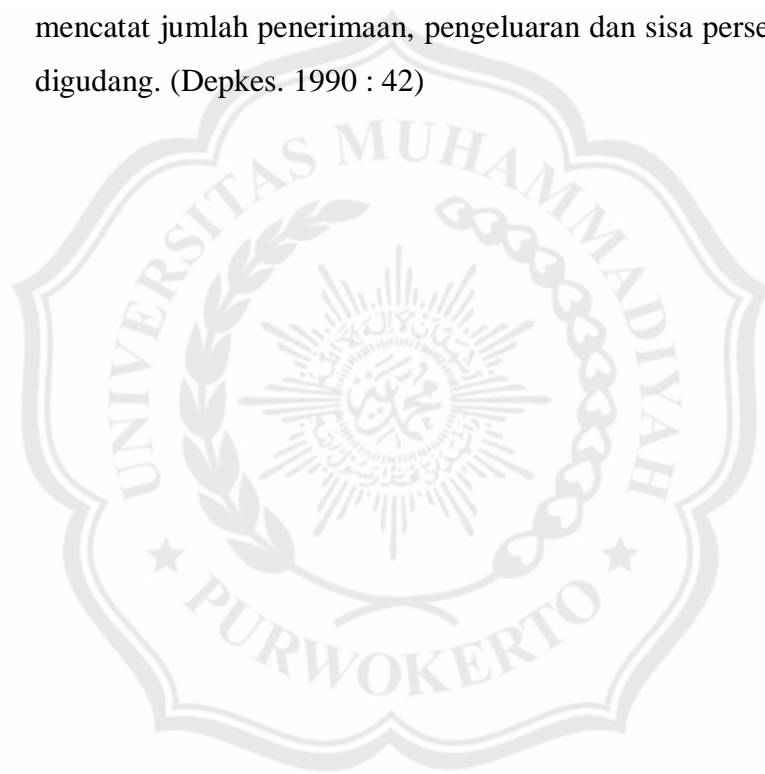 mencatat jumlah penerimaan, pengeluaran dan sisa perse
digudang. (Depkes. 1990 : 42)
UNIVERSITAS MUHAMMADIYAH
PURWOKERTO